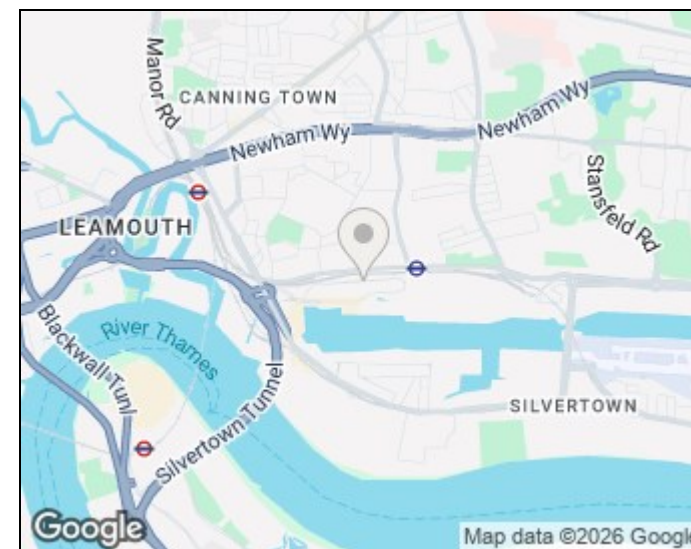 Manor Rd
CANNING TOWN
Newham Wy
Newham Wy
Stansfeld Rd
LEAMOUTH
River Thames
Blackwall Tunl
Silvertown Tunnel
SILVERTOWN
Google
Map data ©2026 Google